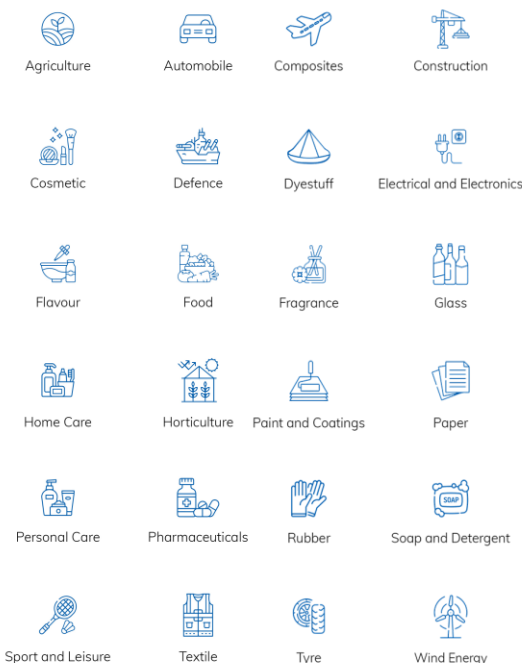 Agriculture
Automobile
Composites
Construction
Cosmetic
Defence
Dyestuff
Electrical and Electronics
Flavour
Food
Fragrance
Glass
Home Care
Horticulture
Paint and Coatings
Paper
SOAP
Personal Care
Pharmaceuticals
Rubber
Soap and Detergent
Sport and Leisure
Textile
Tyre
Wind Energy